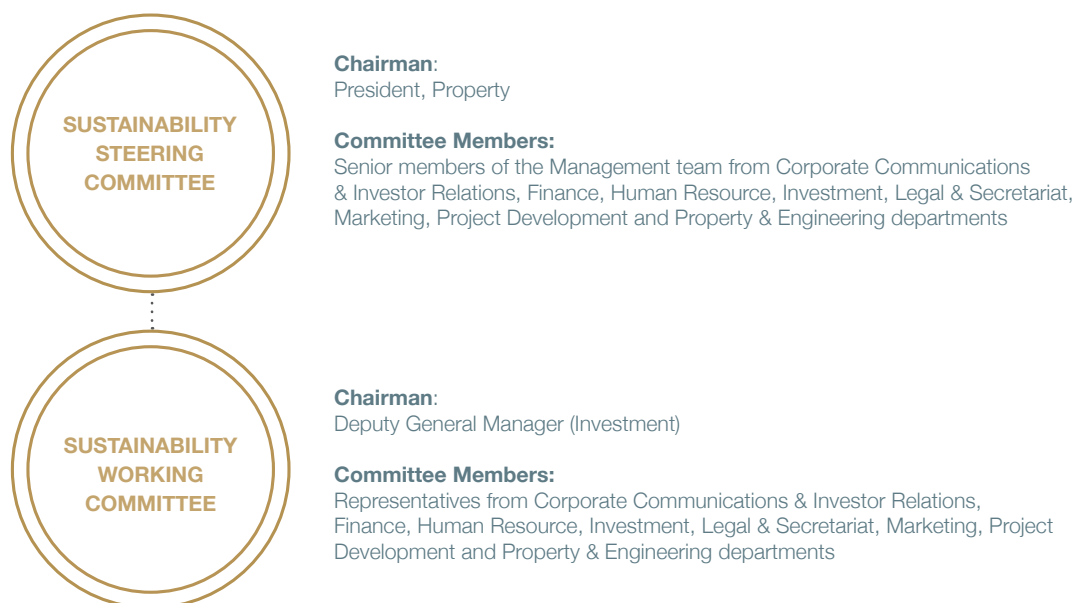 SUSTAINABILITY
STEERING
COMMITTEE
Chairman:
President, Property
Committee Members:
Senior members of the Management team from Corporate Communications
& Investor Relations, Finance, Human Resource, Investment, Legal & Secretariat,
Marketing, Project Development and Property & Engineering departments
SUSTAINABILITY
WORKING
COMMITTEE
Chairman:
Deputy General Manager (Investment)
Committee Members:
Representatives from Corporate Communications & Investor Relations,
Finance, Human Resource, Investment, Legal & Secretariat, Marketing, Project
Development and Property & Engineering departments